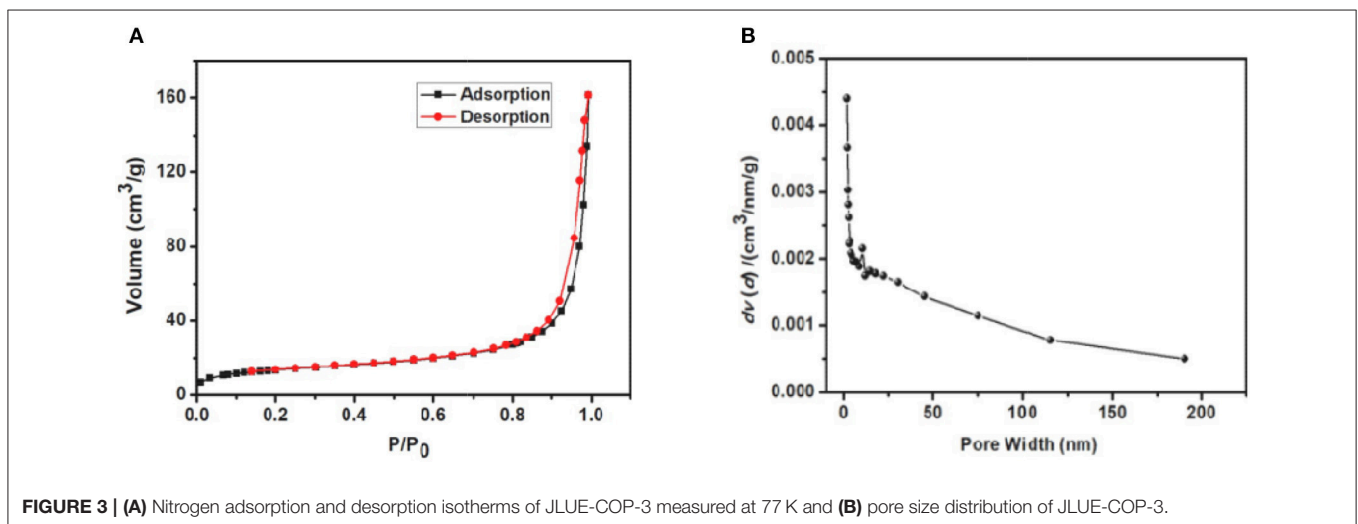 A
Volume (cm³/g)
160
120
80
40
0
Adsorption
Desorption
0.0 0.2 0.4 0.6 0.8 1.0
P/P₀
B
dv (d) /(cm³/nm/g)
0.005
0.004
0.003
0.002
0.001
0.000
0 50 100 150 200
Pore Width (nm)
FIGURE 3 | (A) Nitrogen adsorption and desorption isotherms of JLUE-COP-3 measured at 77 K and (B) pore size distribution of JLUE-COP-3.